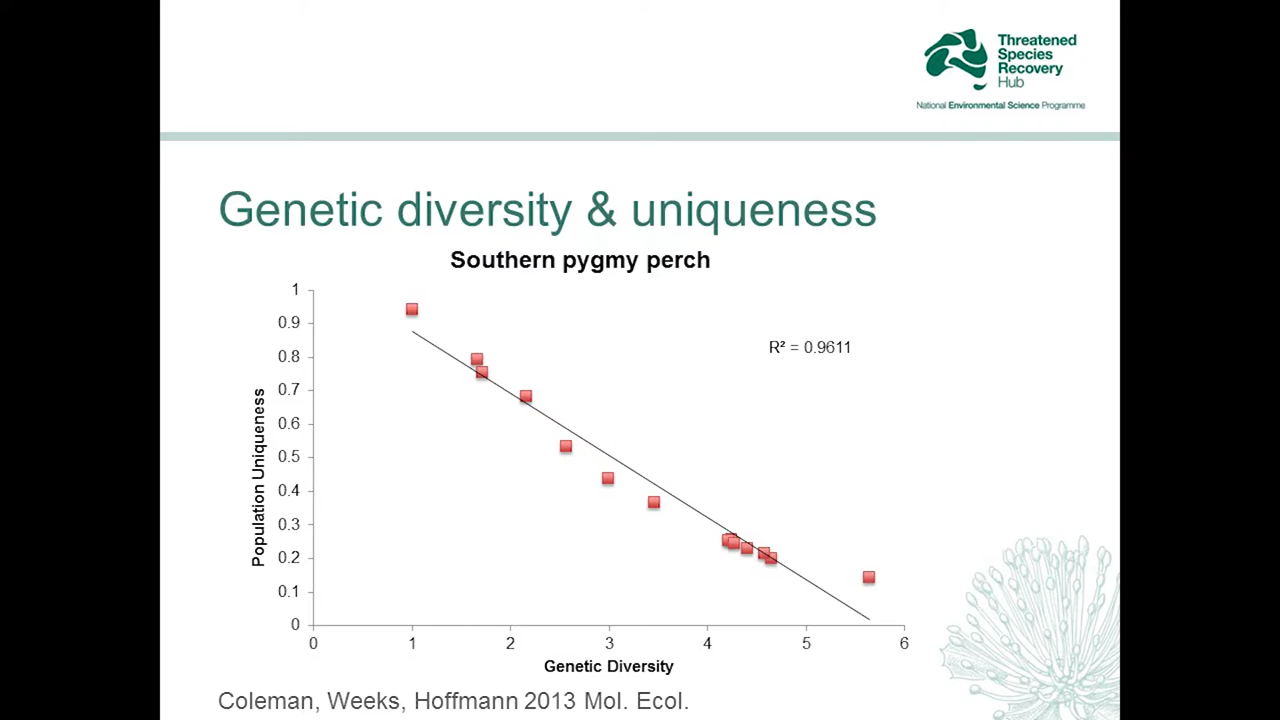 Threatened
Species
Recovery
Hub
National Environmental Science Programme
Genetic diversity & uniqueness
Southern pygmy perch
1
0.9
0.8
0.7
0.6
0.5
0.4
0.3
0.2
0.1
0
R² = 0.9611
Population Uniqueness
0 1 2 3 4 5 6
Genetic Diversity
Coleman, Weeks, Hoffmann 2013 Mol. Ecol.